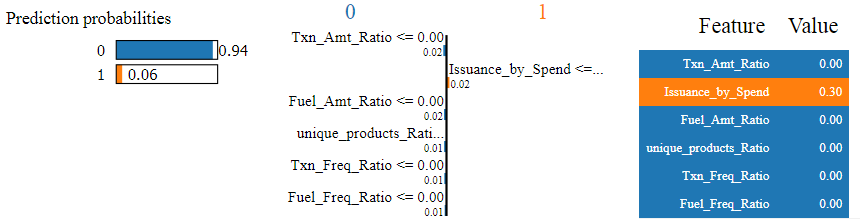 Prediction probabilities
0 0.94
1 0.06
0 1
Txn_Amt_Ratio <= 0.00
0.02
Issuance_by_Spend <=...
0.02
Fuel_Amt_Ratio <= 0.00
0.02
unique_products_Rati...
0.01
Txn_Freq_Ratio <= 0.00
0.01
Fuel_Freq_Ratio <= 0.00
0.01
Feature Value
Txn_Amt_Ratio 0.00
Issuance_by_Spend 0.30
Fuel_Amt_Ratio 0.00
unique_products_Ratio 0.00
Txn_Freq_Ratio 0.00
Fuel_Freq_Ratio 0.00